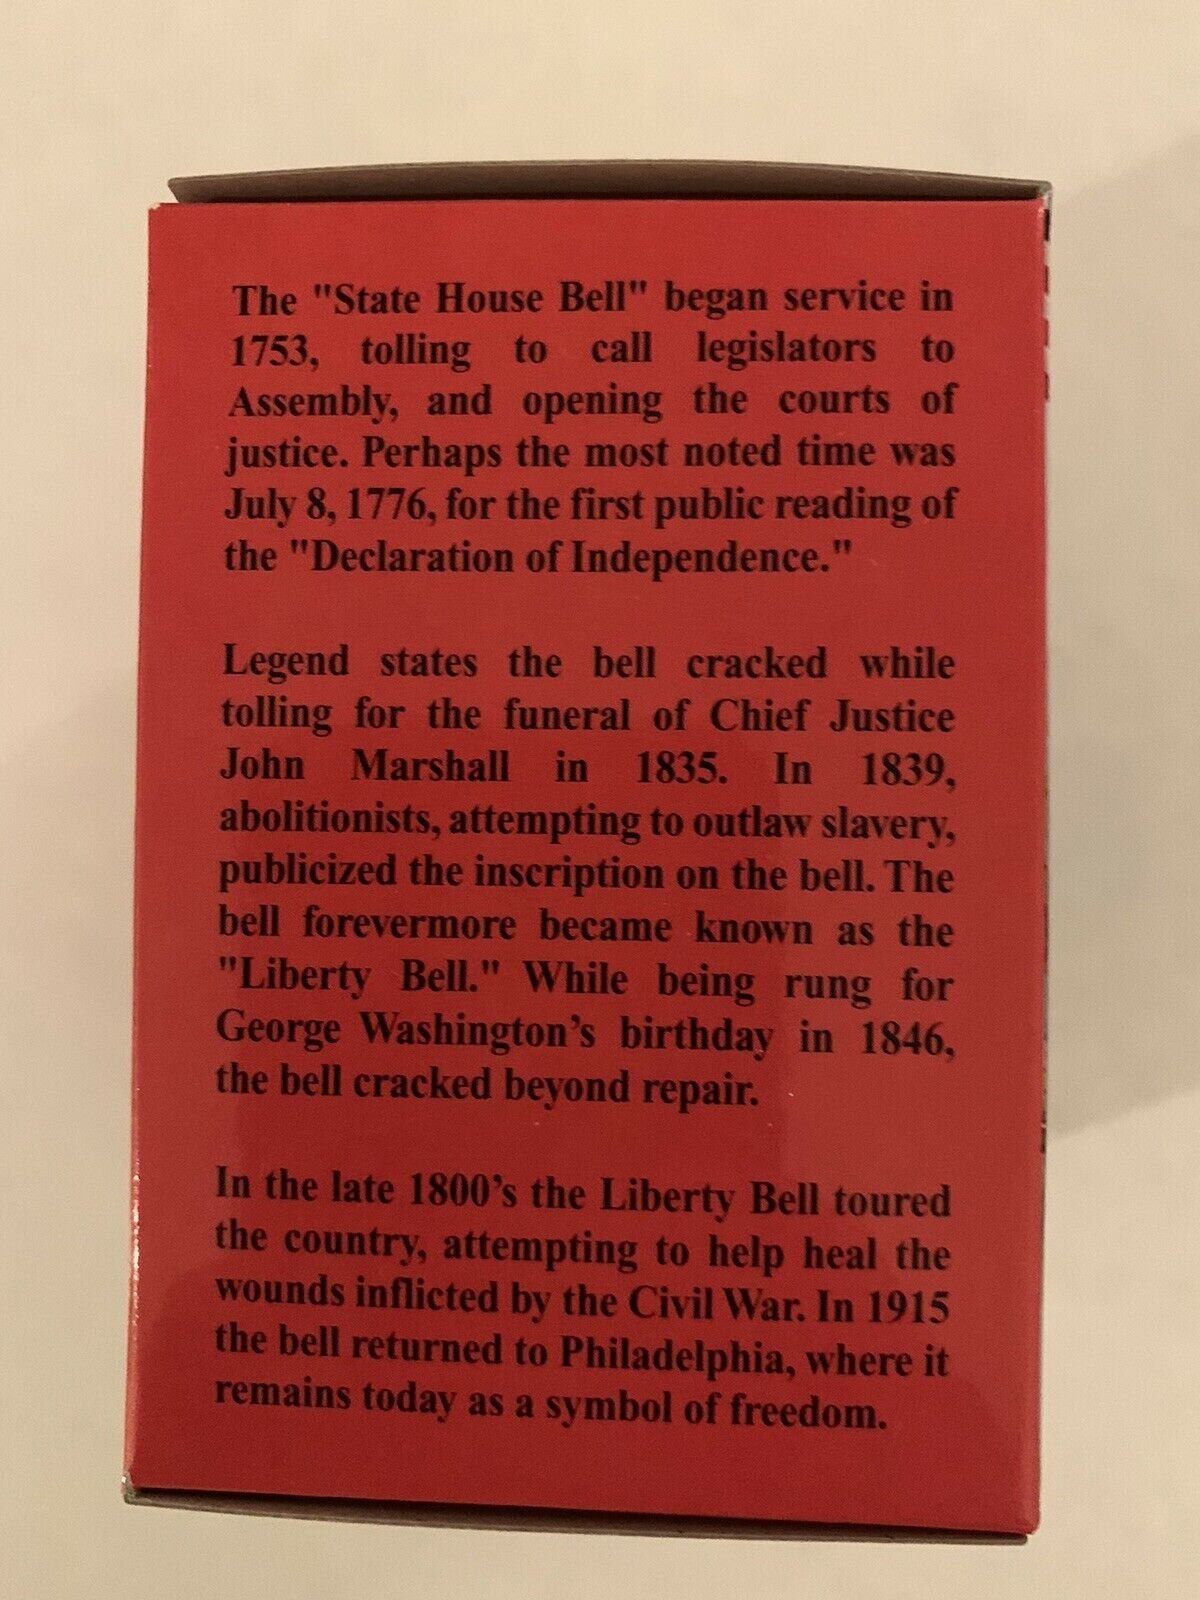 The "State House Bell" began service in
1753, tolling to call legislators to
Assembly, and opening the courts of
justice. Perhaps the most noted time was
July 8, 1776, for the first public reading of
the "Declaration of Independence."
Legend states the bell cracked while
tolling for the funeral of Chief Justice
John Marshall in 1835. In 1839,
abolitionists, attempting to outlaw slavery,
publicized the inscription on the bell. The
bell forevermore became known as the
"Liberty Bell." While being rung for
George Washington’s birthday in 1846,
the bell cracked beyond repair.
In the late 1800’s the Liberty Bell toured
the country, attempting to help heal the
wounds inflicted by the Civil War. In 1915
the bell returned to Philadelphia, where it
remains today as a symbol of freedom.